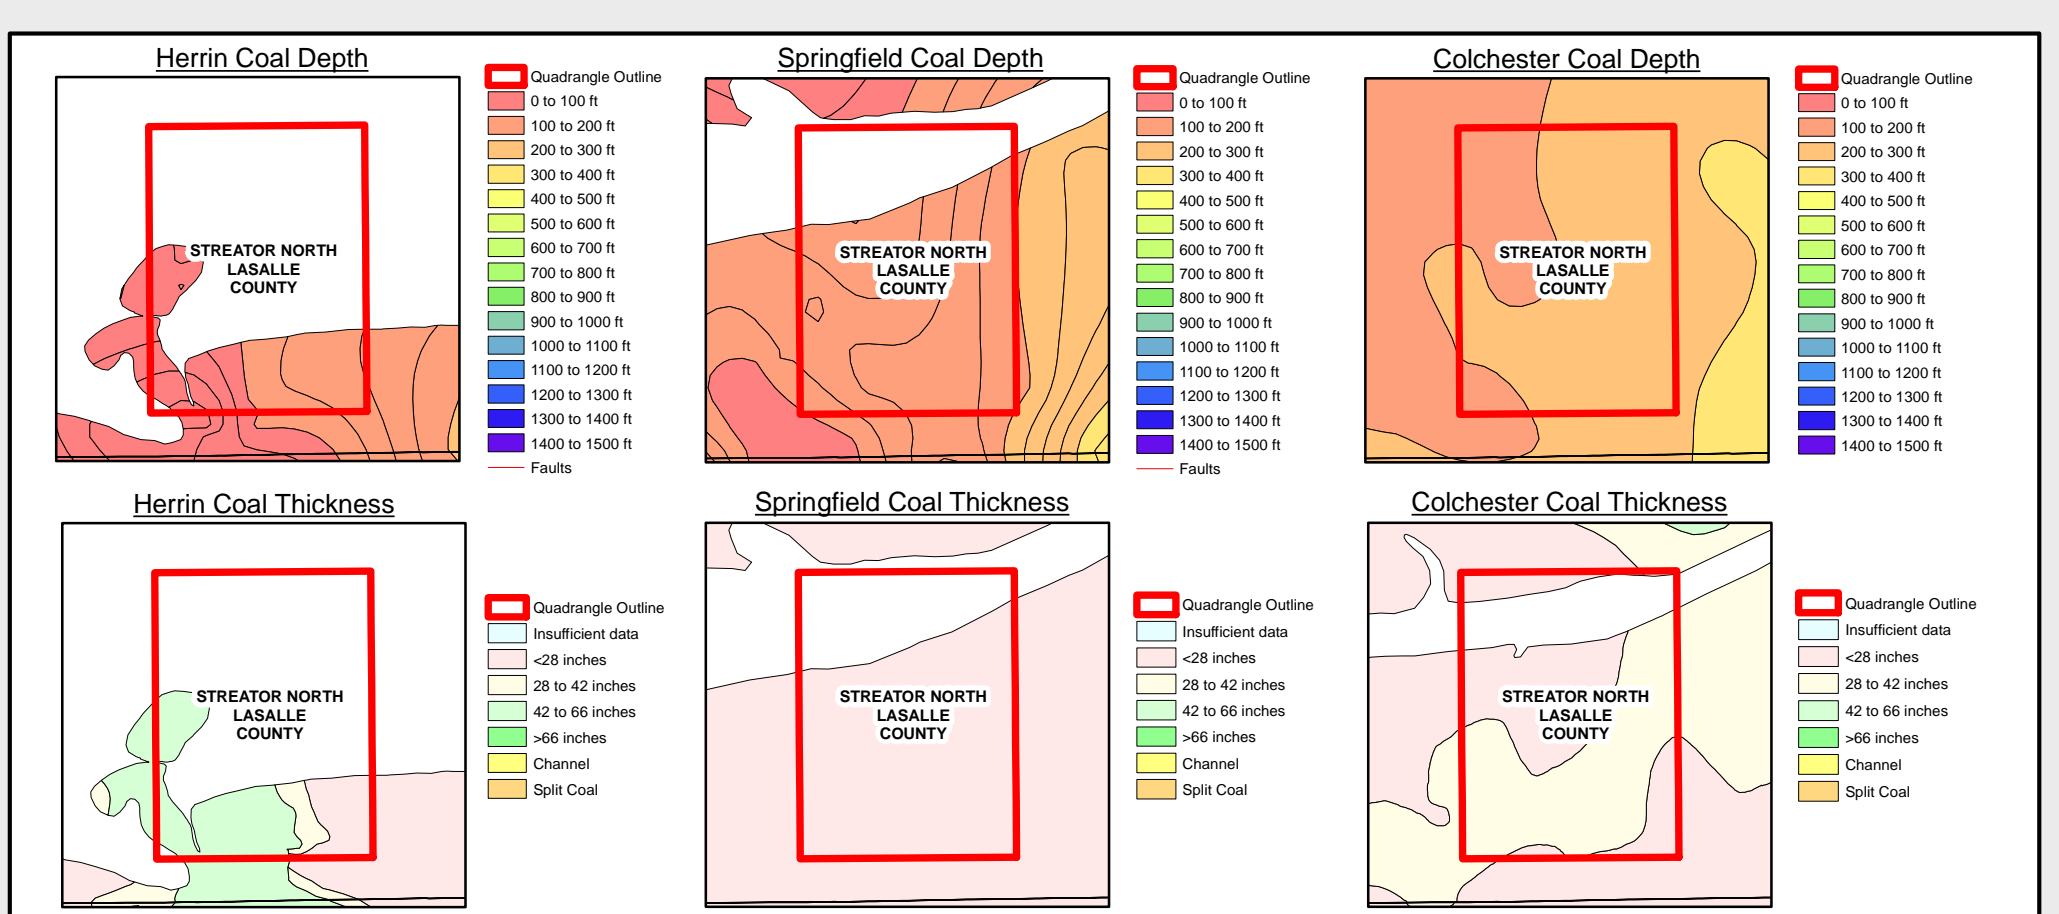 Herrin Coal Depth
STREATOR NORTH
LASALLE
COUNTY
Quadrangle Outline
0 to 100 ft
100 to 200 ft
200 to 300 ft
300 to 400 ft
400 to 500 ft
500 to 600 ft
600 to 700 ft
700 to 800 ft
800 to 900 ft
900 to 1000 ft
1000 to 1100 ft
1100 to 1200 ft
1200 to 1300 ft
1300 to 1400 ft
1400 to 1500 ft
Faults
Springfield Coal Depth
STREATOR NORTH
LASALLE
COUNTY
Quadrangle Outline
0 to 100 ft
100 to 200 ft
200 to 300 ft
300 to 400 ft
400 to 500 ft
500 to 600 ft
600 to 700 ft
700 to 800 ft
800 to 900 ft
900 to 1000 ft
1000 to 1100 ft
1100 to 1200 ft
1200 to 1300 ft
1300 to 1400 ft
1400 to 1500 ft
Faults
Colchester Coal Depth
STREATOR NORTH
LASALLE
COUNTY
Quadrangle Outline
0 to 100 ft
100 to 200 ft
200 to 300 ft
300 to 400 ft
400 to 500 ft
500 to 600 ft
600 to 700 ft
700 to 800 ft
800 to 900 ft
900 to 1000 ft
1000 to 1100 ft
1100 to 1200 ft
1200 to 1300 ft
1300 to 1400 ft
1400 to 1500 ft
Herrin Coal Thickness
STREATOR NORTH
LASALLE
COUNTY
Quadrangle Outline
Insufficient data
<28 inches
28 to 42 inches
42 to 66 inches
>66 inches
Channel
Split Coal
Springfield Coal Thickness
STREATOR NORTH
LASALLE
COUNTY
Quadrangle Outline
Insufficient data
<28 inches
28 to 42 inches
42 to 66 inches
>66 inches
Channel
Split Coal
Colchester Coal Thickness
STREATOR NORTH
LASALLE
COUNTY
Quadrangle Outline
Insufficient data
<28 inches
28 to 42 inches
42 to 66 inches
>66 inches
Channel
Split Coal